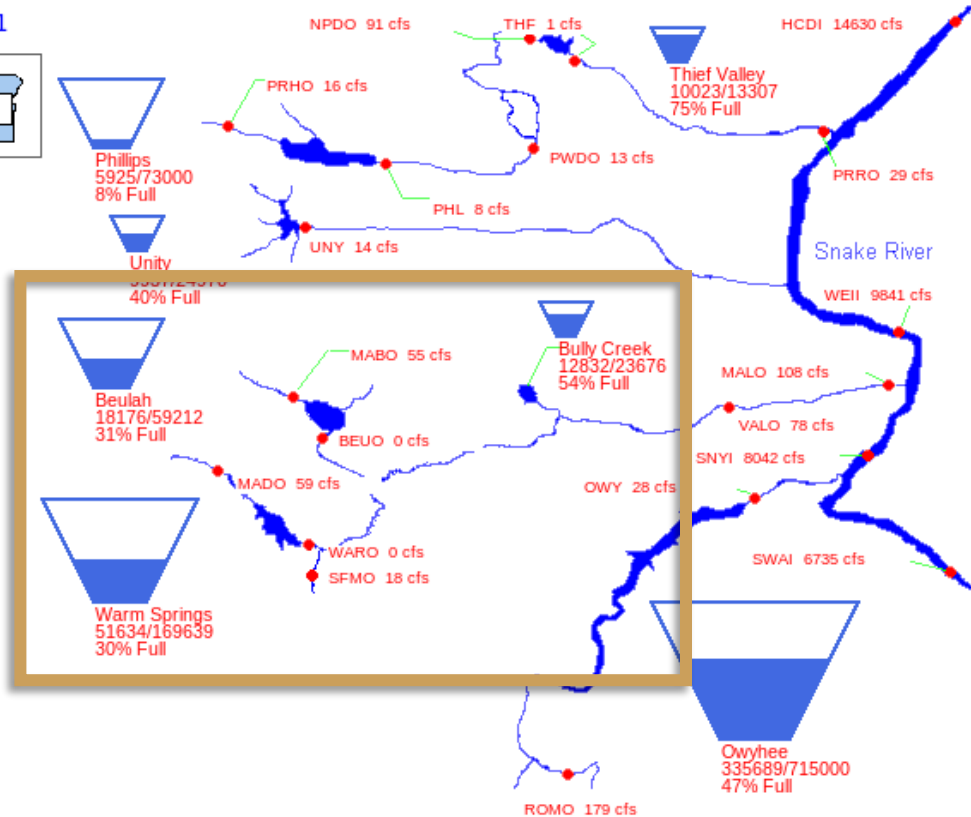 1
NPDO 91 cfs
THF 1 cfs
HCDI 14630 cfs
Thief Valley
10023/13307
75% Full
PRHO 16 cfs
Phillips
5925/73000
8% Full
PWDO 13 cfs
PRRO 29 cfs
PHL 8 cfs
UNY 14 cfs
Snake River
Unity
40% Full
WEII 9841 cfs
Bully Creek
12832/23676
54% Full
MABO 55 cfs
MALO 108 cfs
Beulah
18176/59212
31% Full
VALO 78 cfs
BEUO 0 cfs
SNYI 8042 cfs
MADO 59 cfs
OWY 28 cfs
WARO 0 cfs
SWAI 6735 cfs
SFMO 18 cfs
Warm Springs
51634/169639
30% Full
Owyhee
335689/715000
47% Full
ROMO 179 cfs